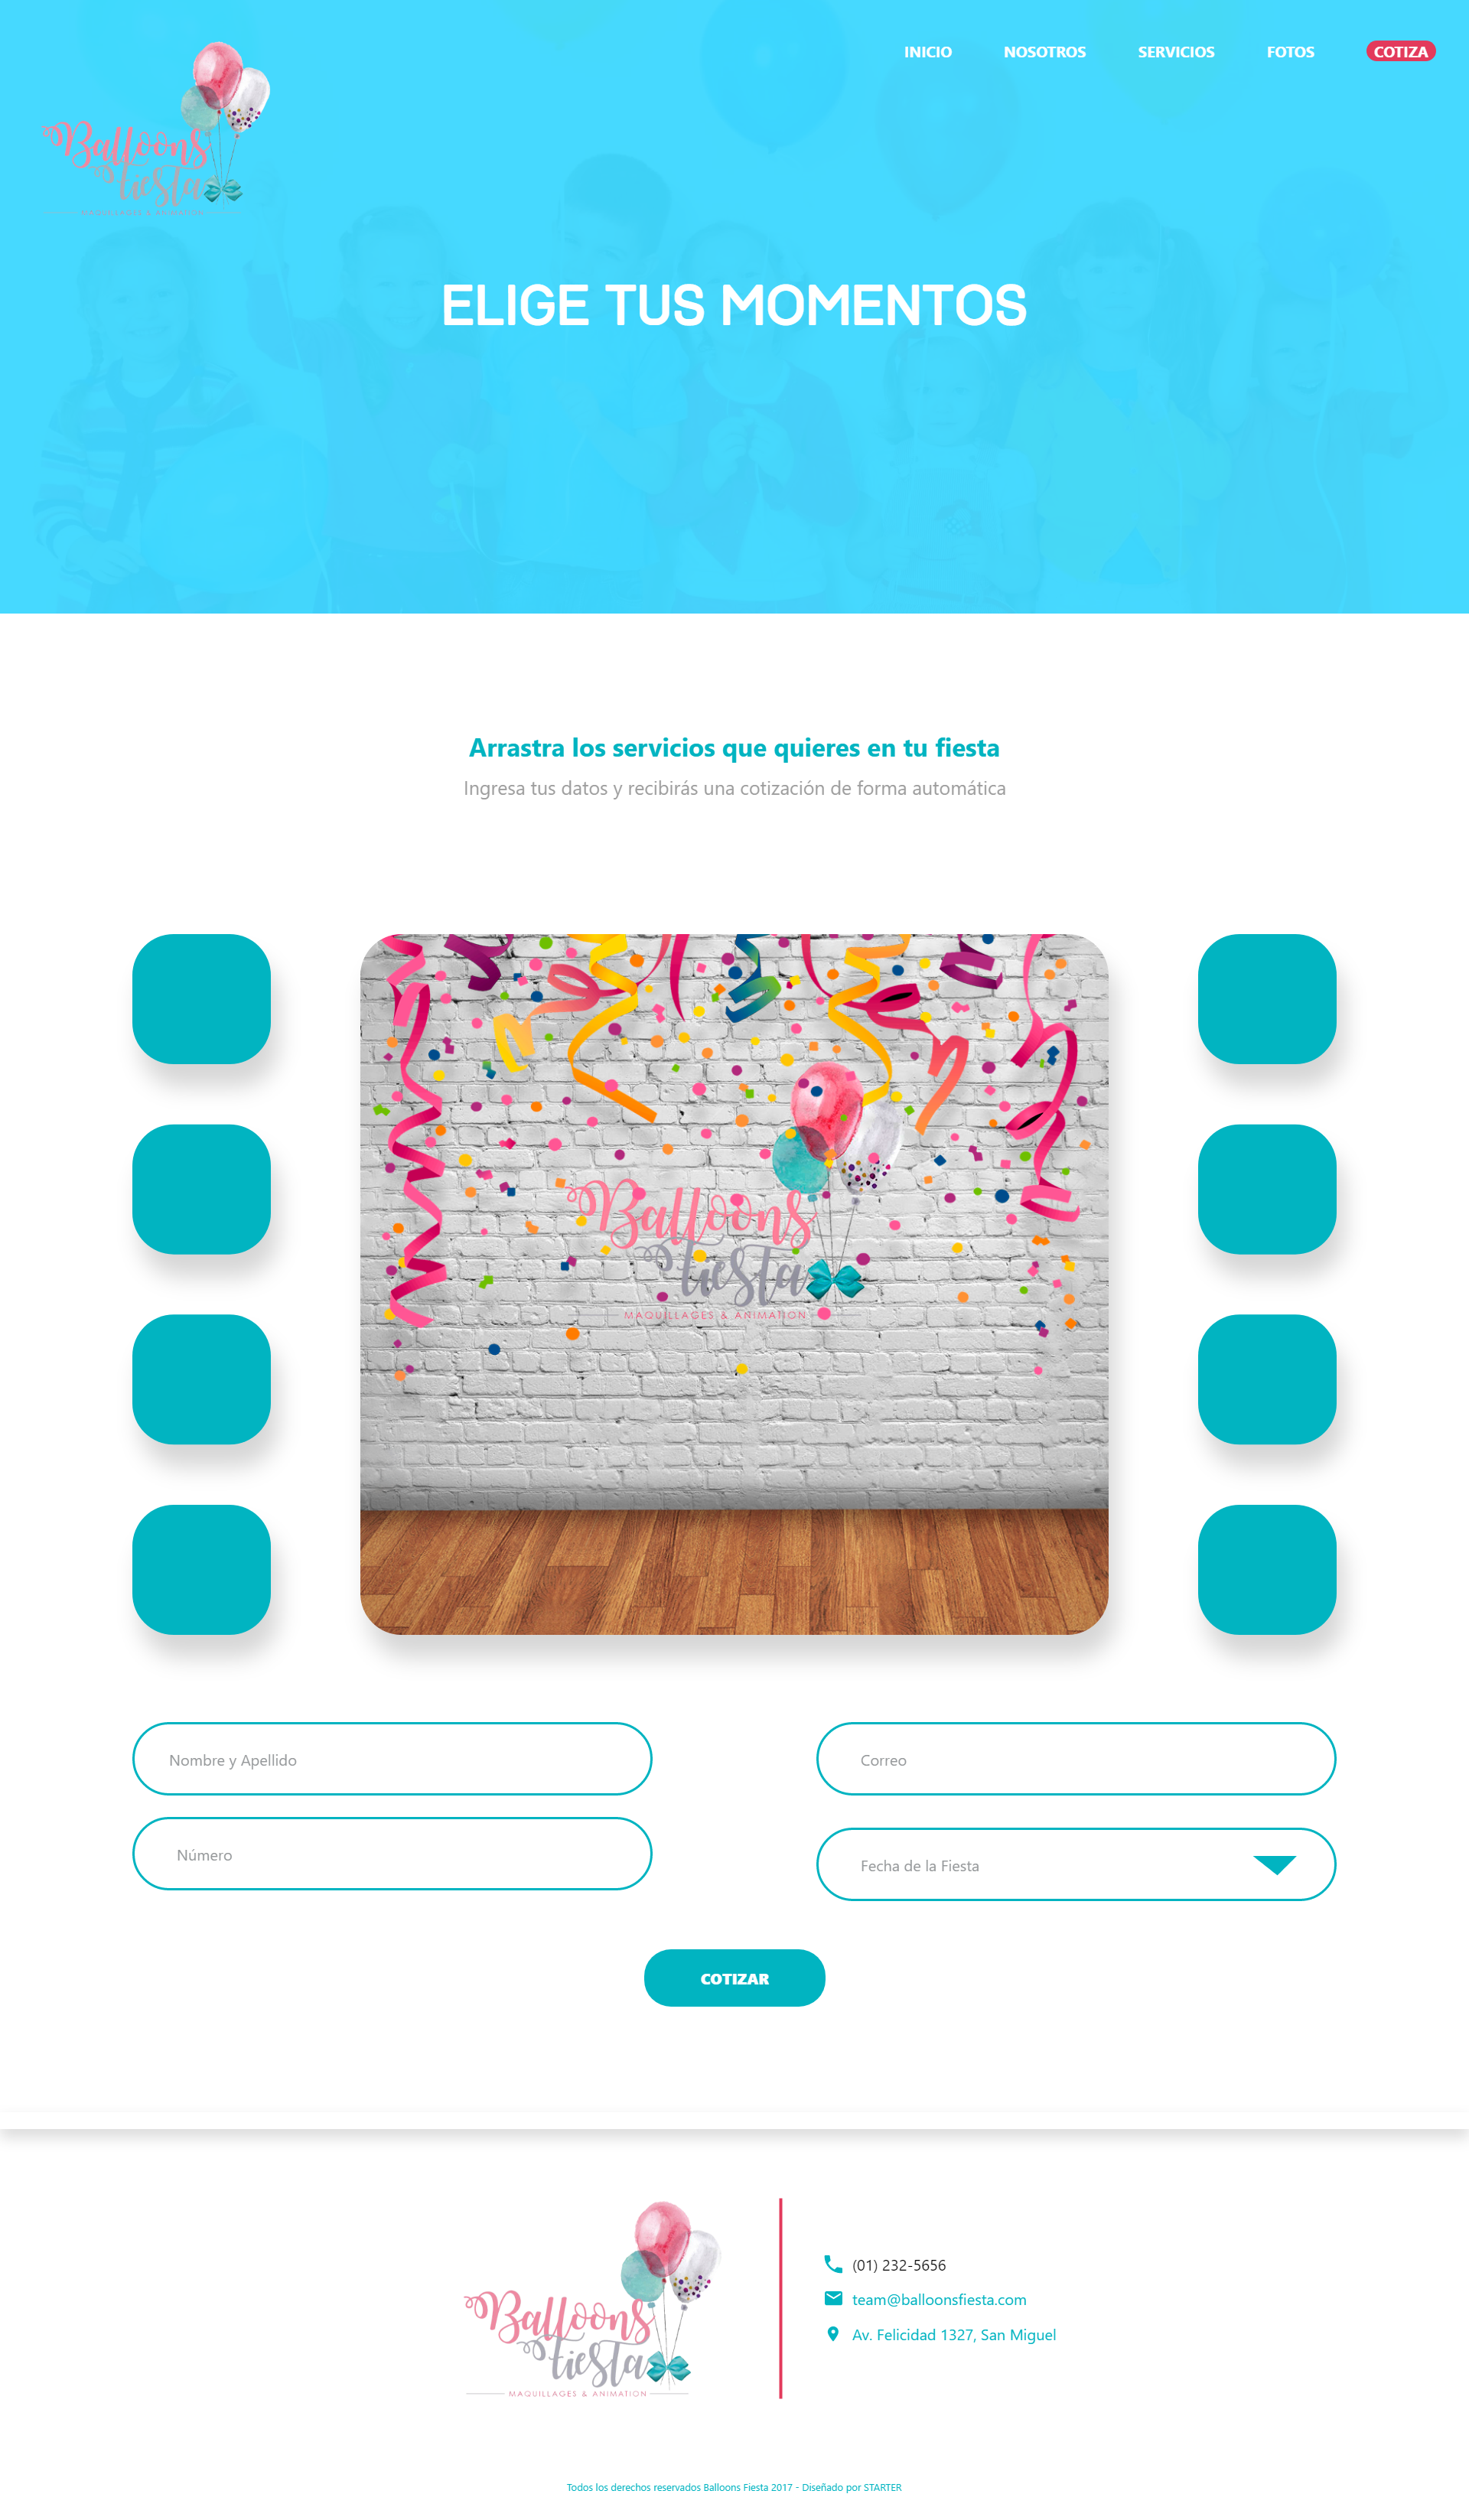 INICIO NOSOTROS SERVICIOS FOTOS COTIZA
Balloons
fiesta
MAQUILLAGES & ANIMATION
ELIGE TUS MOMENTOS
Arrastra los servicios que quieres en tu fiesta
Ingresa tus datos y recibirás una cotización de forma automática
Balloons
fiesta
MAQUILLAGES & ANIMATION
Nombre y Apellido
Correo
Número
Fecha de la Fiesta
COTIZAR
Balloons
fiesta
MAQUILLAGES & ANIMATION
(01) 232-5656
team@balloonsfiesta.com
Av. Felicidad 1327, San Miguel
Todos los derechos reservados Balloons Fiesta 2017 - Diseñado por STARTER